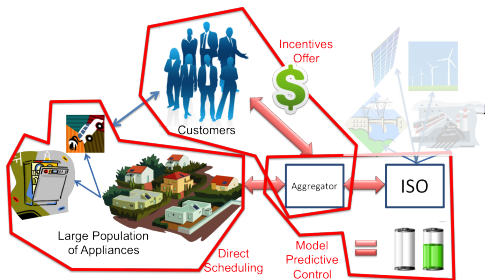 Incentives
Offer
$
Customers
Aggregator
ISO
Large Population
of Appliances
Direct
Scheduling
Model
Predictive
Control
=